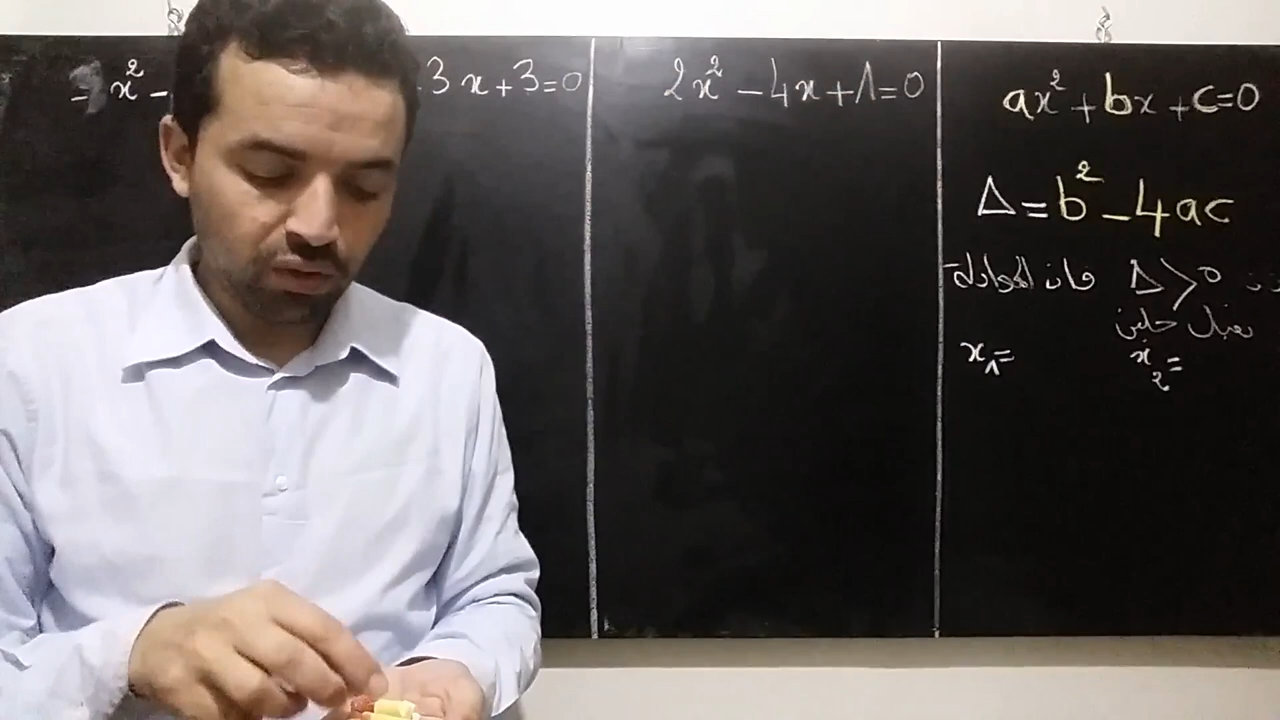 x² -
3x+3=0
2x²-4x+1=0
ax²+bx+c=0
Δ=b²-4ac
Δ>0 فان المعادلة
تقبل حلين
x₁= x₂=